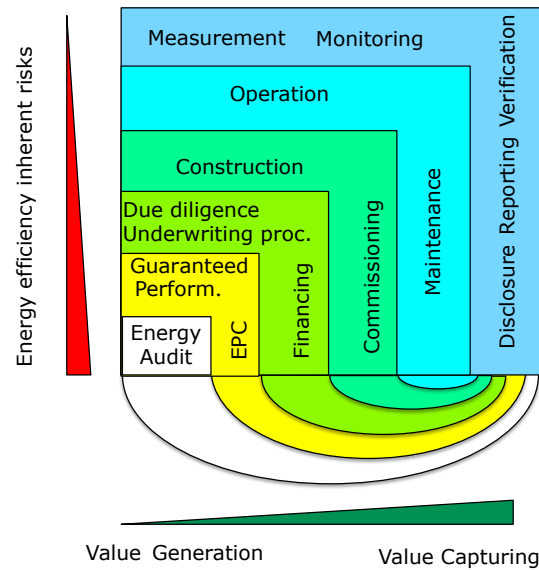 Measurement Monitoring
Operation
Construction
Due diligence
Underwriting proc.
Guaranteed
Perform.
Energy
Audit
EPC
Financing
Commissioning
Maintenance
Disclosure Reporting Verification
Energy efficiency inherent risks
Value Generation
Value Capturing